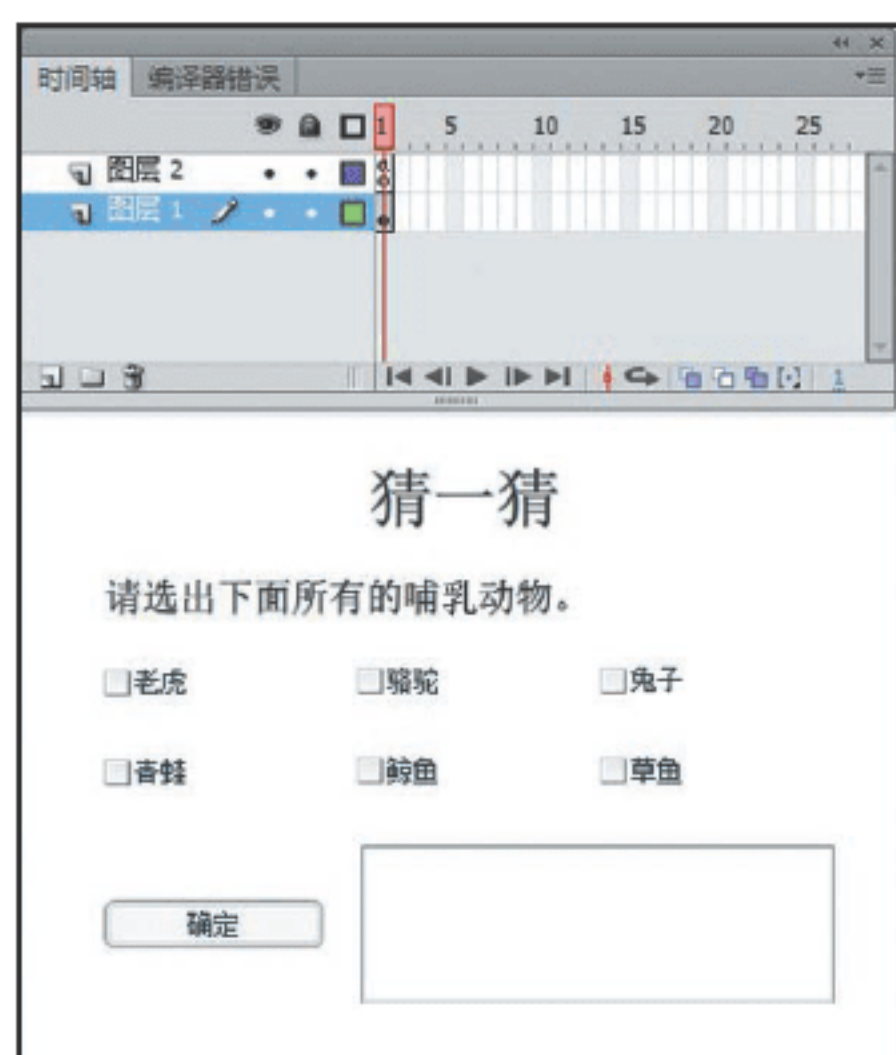 时间轴 编译器错误
1 5 10 15 20 25
图层 2
图层 1
1
猜一猜
请选出下面所有的哺乳动物。
老虎 骆驼 兔子
青蛙 鲸鱼 草鱼
确定